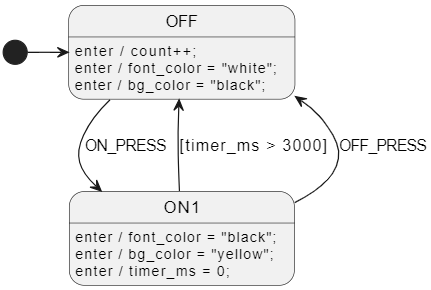 OFF
enter / count++;
enter / font_color = "white";
enter / bg_color = "black";
ON_PRESS
[timer_ms > 3000]
OFF_PRESS
ON1
enter / font_color = "black";
enter / bg_color = "yellow";
enter / timer_ms = 0;